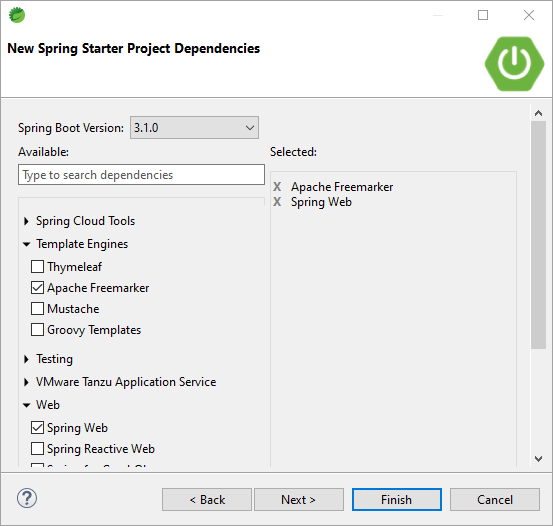 New Spring Starter Project Dependencies
Spring Boot Version: 3.1.0
Available:
Type to search dependencies
Spring Cloud Tools
Template Engines
Thymeleaf
Apache Freemarker
Mustache
Groovy Templates
Testing
VMware Tanzu Application Service
Web
Spring Web
Spring Reactive Web
Selected:
X Apache Freemarker
X Spring Web
?
< Back
Next >
Finish
Cancel